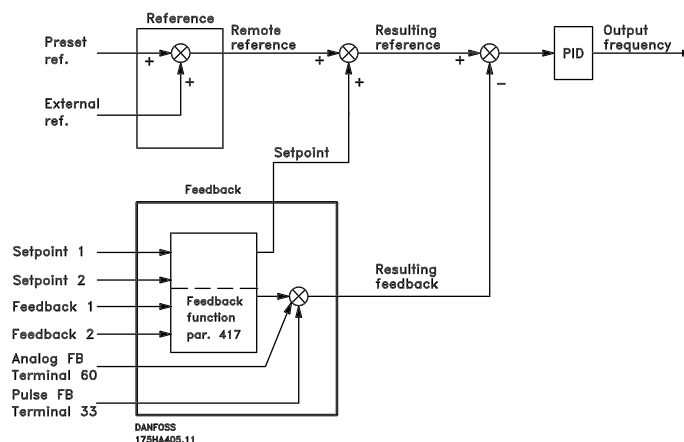 Reference
Preset
ref.
External
ref.
+
+
Remote
reference
+
+
Resulting
reference
+
−
PID
Output
frequency
Setpoint
Feedback
Setpoint 1
Setpoint 2
Feedback 1
Feedback 2
Feedback
function
par. 417
Resulting
feedback
Analog FB
Terminal 60
Pulse FB
Terminal 33
DANFOSS
175HA405.11